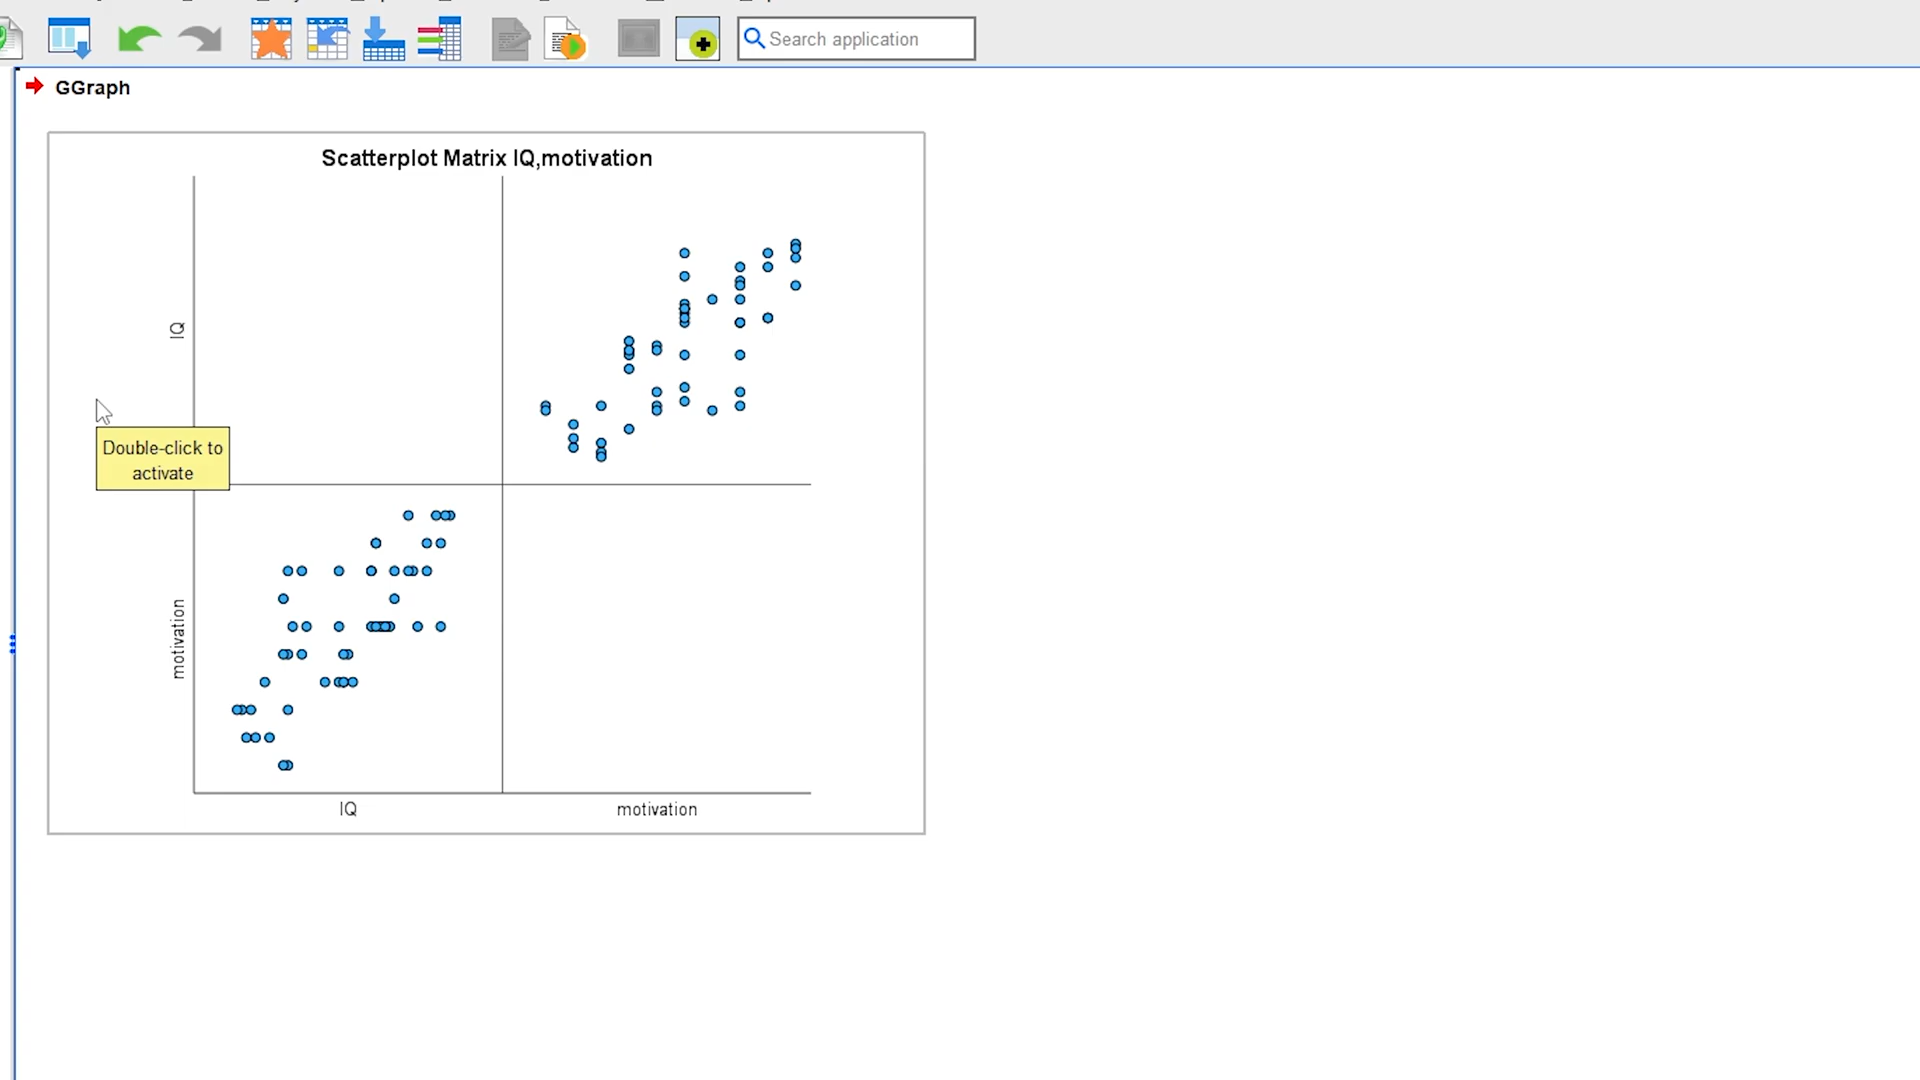 Search application
GGraph
Scatterplot Matrix IQ,motivation
IQ
Double-click to
activate
motivation
IQ
motivation